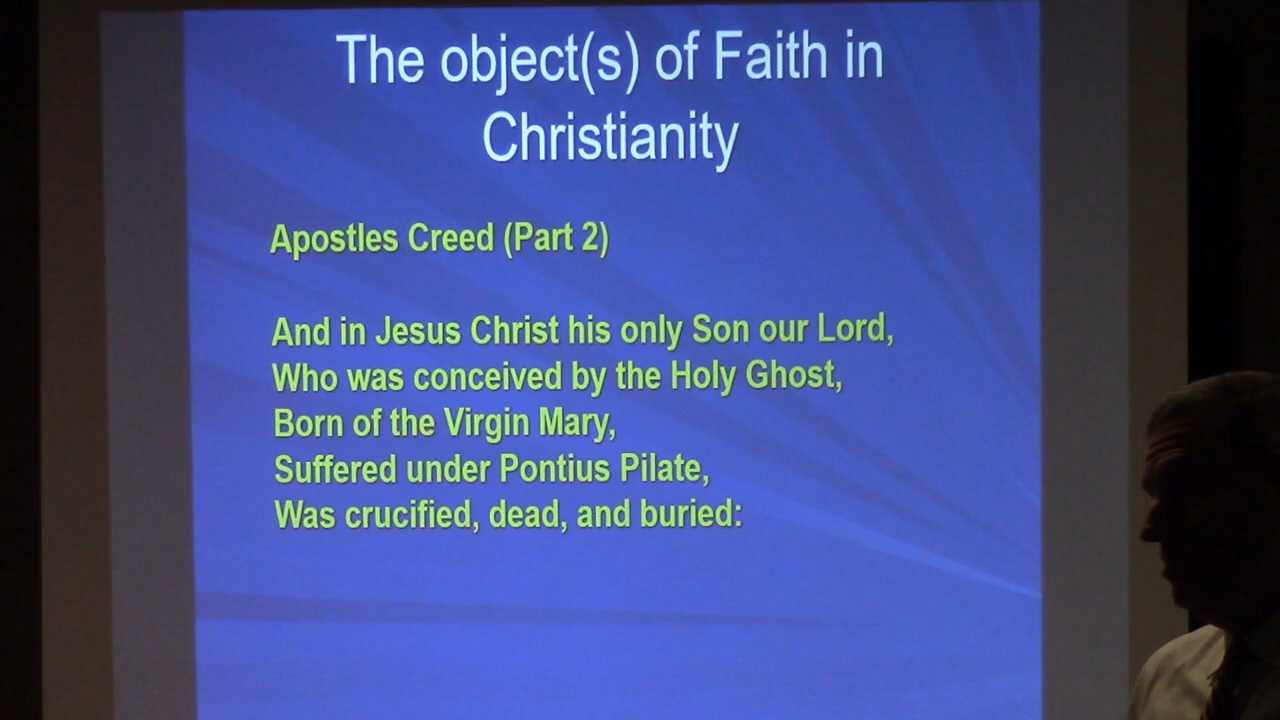 The object(s) of Faith in
Christianity
Apostles Creed (Part 2)
And in Jesus Christ his only Son our Lord,
Who was conceived by the Holy Ghost,
Born of the Virgin Mary,
Suffered under Pontius Pilate,
Was crucified, dead, and buried: